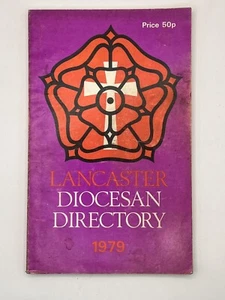 Price 50p
LANCASTER
DIOCESAN
DIRECTORY
1979